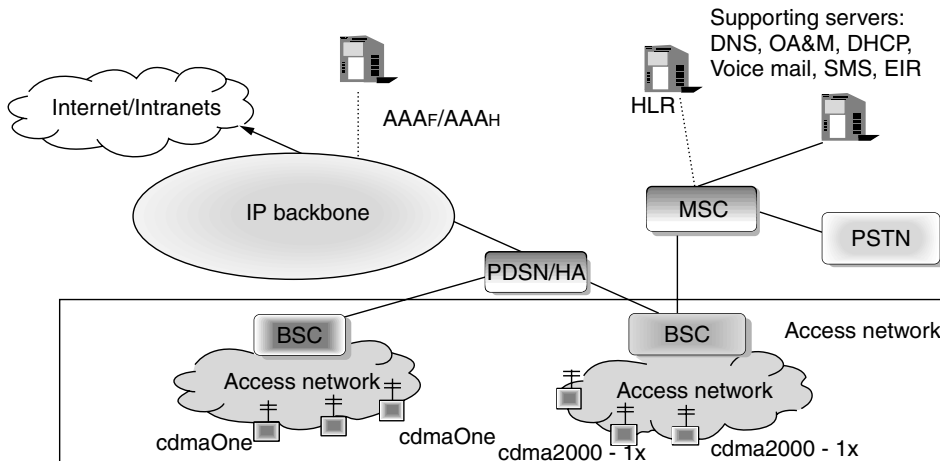 Supporting servers:
DNS, OA&M, DHCP,
Voice mail, SMS, EIR
Internet/Intranets
AAAF/AAAH
HLR
IP backbone
MSC
PSTN
PDSN/HA
BSC
BSC
Access network
Access network
Access network
cdmaOne
cdmaOne
cdma2000 - 1x
cdma2000 - 1x